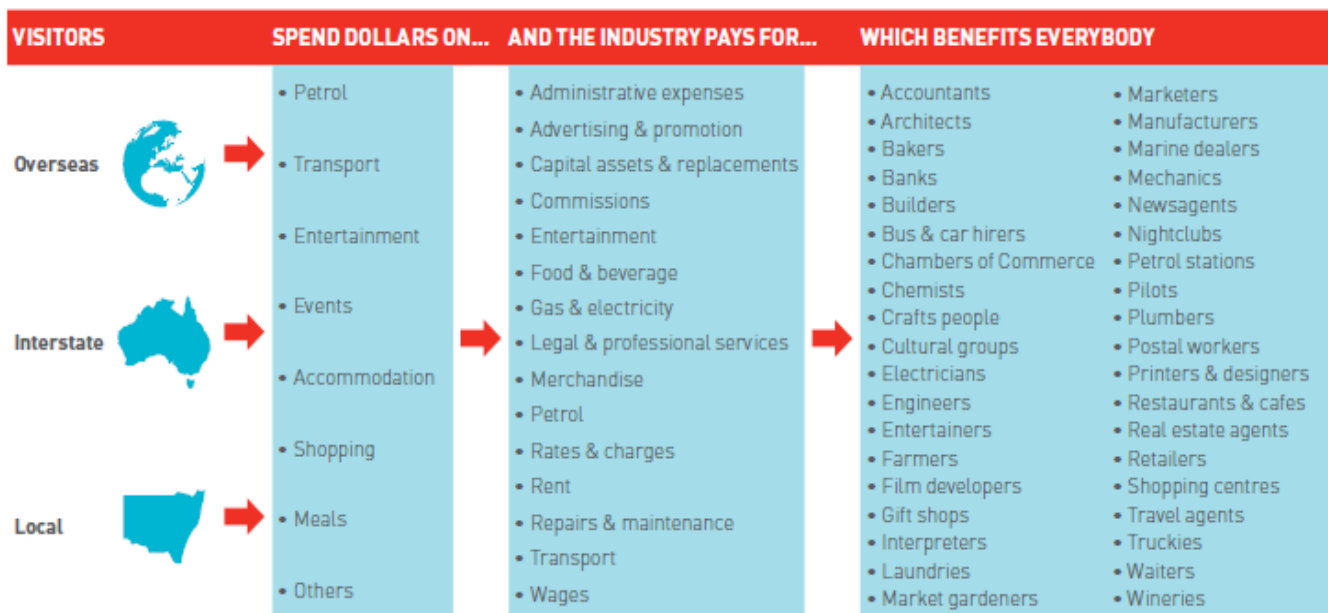 VISITORS
SPEND DOLLARS ON...
AND THE INDUSTRY PAYS FOR...
WHICH BENEFITS EVERYBODY
Overseas
Interstate
Local
• Petrol
• Transport
• Entertainment
• Events
• Accommodation
• Shopping
• Meals
• Others
• Administrative expenses
• Advertising & promotion
• Capital assets & replacements
• Commissions
• Entertainment
• Food & beverage
• Gas & electricity
• Legal & professional services
• Merchandise
• Petrol
• Rates & charges
• Rent
• Repairs & maintenance
• Transport
• Wages
• Accountants
• Architects
• Bakers
• Banks
• Builders
• Bus & car hirers
• Chambers of Commerce
• Chemists
• Crafts people
• Cultural groups
• Electricians
• Engineers
• Entertainers
• Farmers
• Film developers
• Gift shops
• Interpreters
• Laundries
• Market gardeners
• Marketers
• Manufacturers
• Marine dealers
• Mechanics
• Newsagents
• Nightclubs
• Petrol stations
• Pilots
• Plumbers
• Postal workers
• Printers & designers
• Restaurants & cafes
• Real estate agents
• Retailers
• Shopping centres
• Travel agents
• Truckies
• Waiters
• Wineries